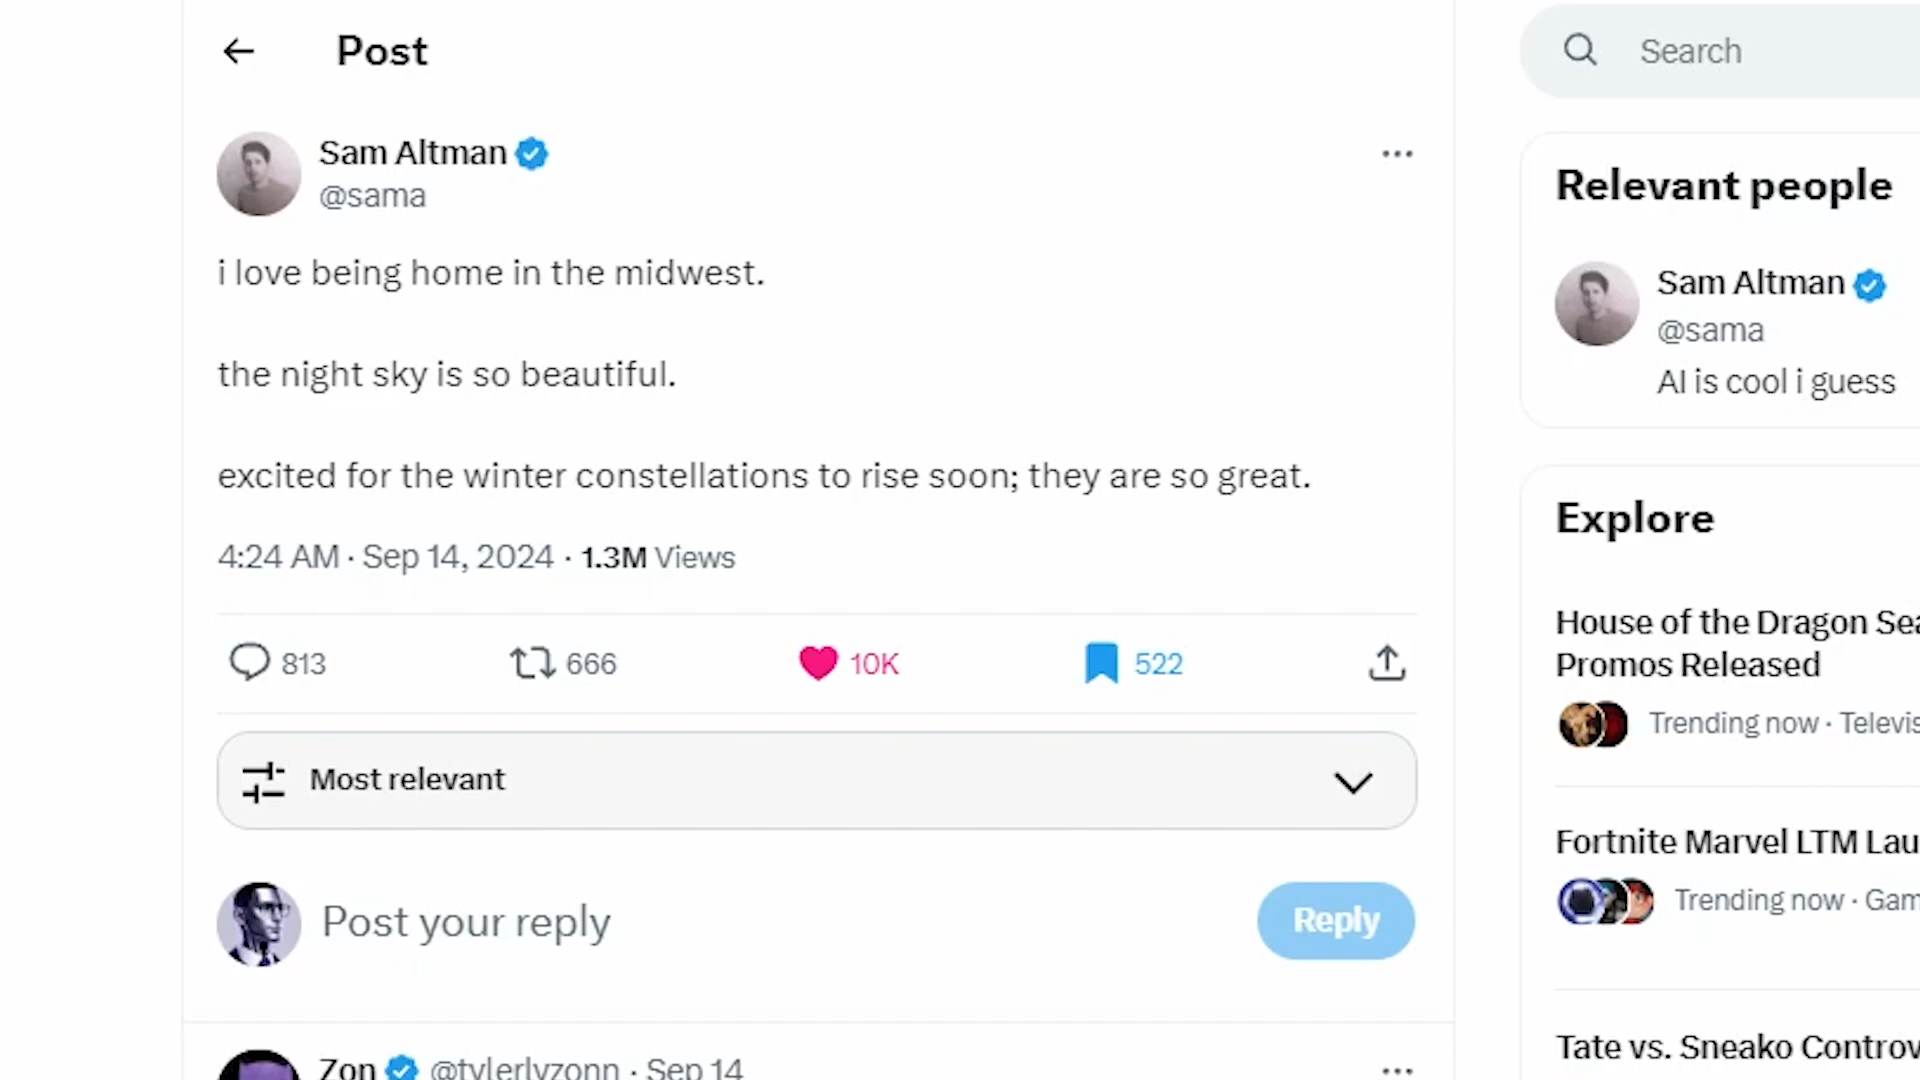 Post
Search
Sam Altman
@sama
i love being home in the midwest.
the night sky is so beautiful.
excited for the winter constellations to rise soon; they are so great.
4:24 AM · Sep 14, 2024 · 1.3M Views
813 666 10K 522
Most relevant
Post your reply
Reply
Zon @tylerlyzonn · Sep 14
Relevant people
Sam Altman
@sama
AI is cool i guess
Explore
House of the Dragon Sea
Promos Released
Trending now · Televis
Fortnite Marvel LTM Lau
Trending now · Gam
Tate vs. Sneako Controv